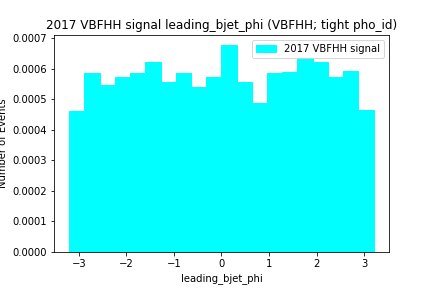 2017 VBFHH signal leading_bjet_phi (VBFHH; tight pho_id)
2017 VBFHH signal
0.0007
0.0006
0.0005
0.0004
0.0003
0.0002
0.0001
0.0000
Number of Events
−3 −2 −1 0 1 2 3
leading_bjet_phi